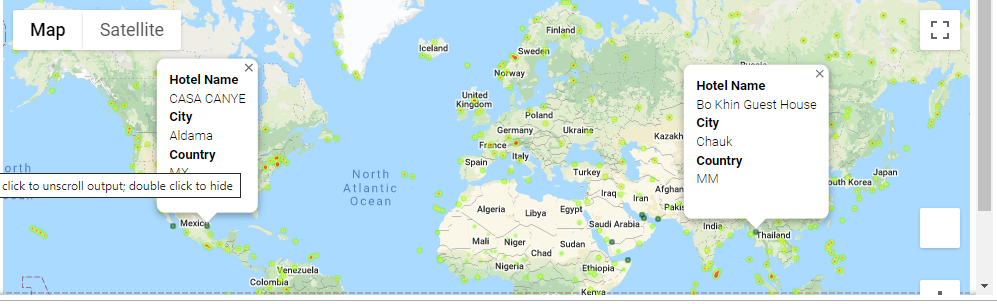 Map Satellite
Hotel Name
CASA CANYE
City
Aldama
Country
MX
click to unscroll output; double click to hide
Hotel Name
Bo Khin Guest House
City
Chauk
Country
MM
Iceland
Finland
Sweden
Norway
United
Kingdom
Poland
Germany
Ukraine
France
Italy
Spain
Turkey
Iraq
Iran
South Korea
Japan
North
Atlantic
Ocean
Algeria
Libya
Egypt
Saudi Arabia
Mali
Niger
Chad
Sudan
Nigeria
Ethiopia
Kenya
India
Thailand
Mexico
Venezuela
Colombia